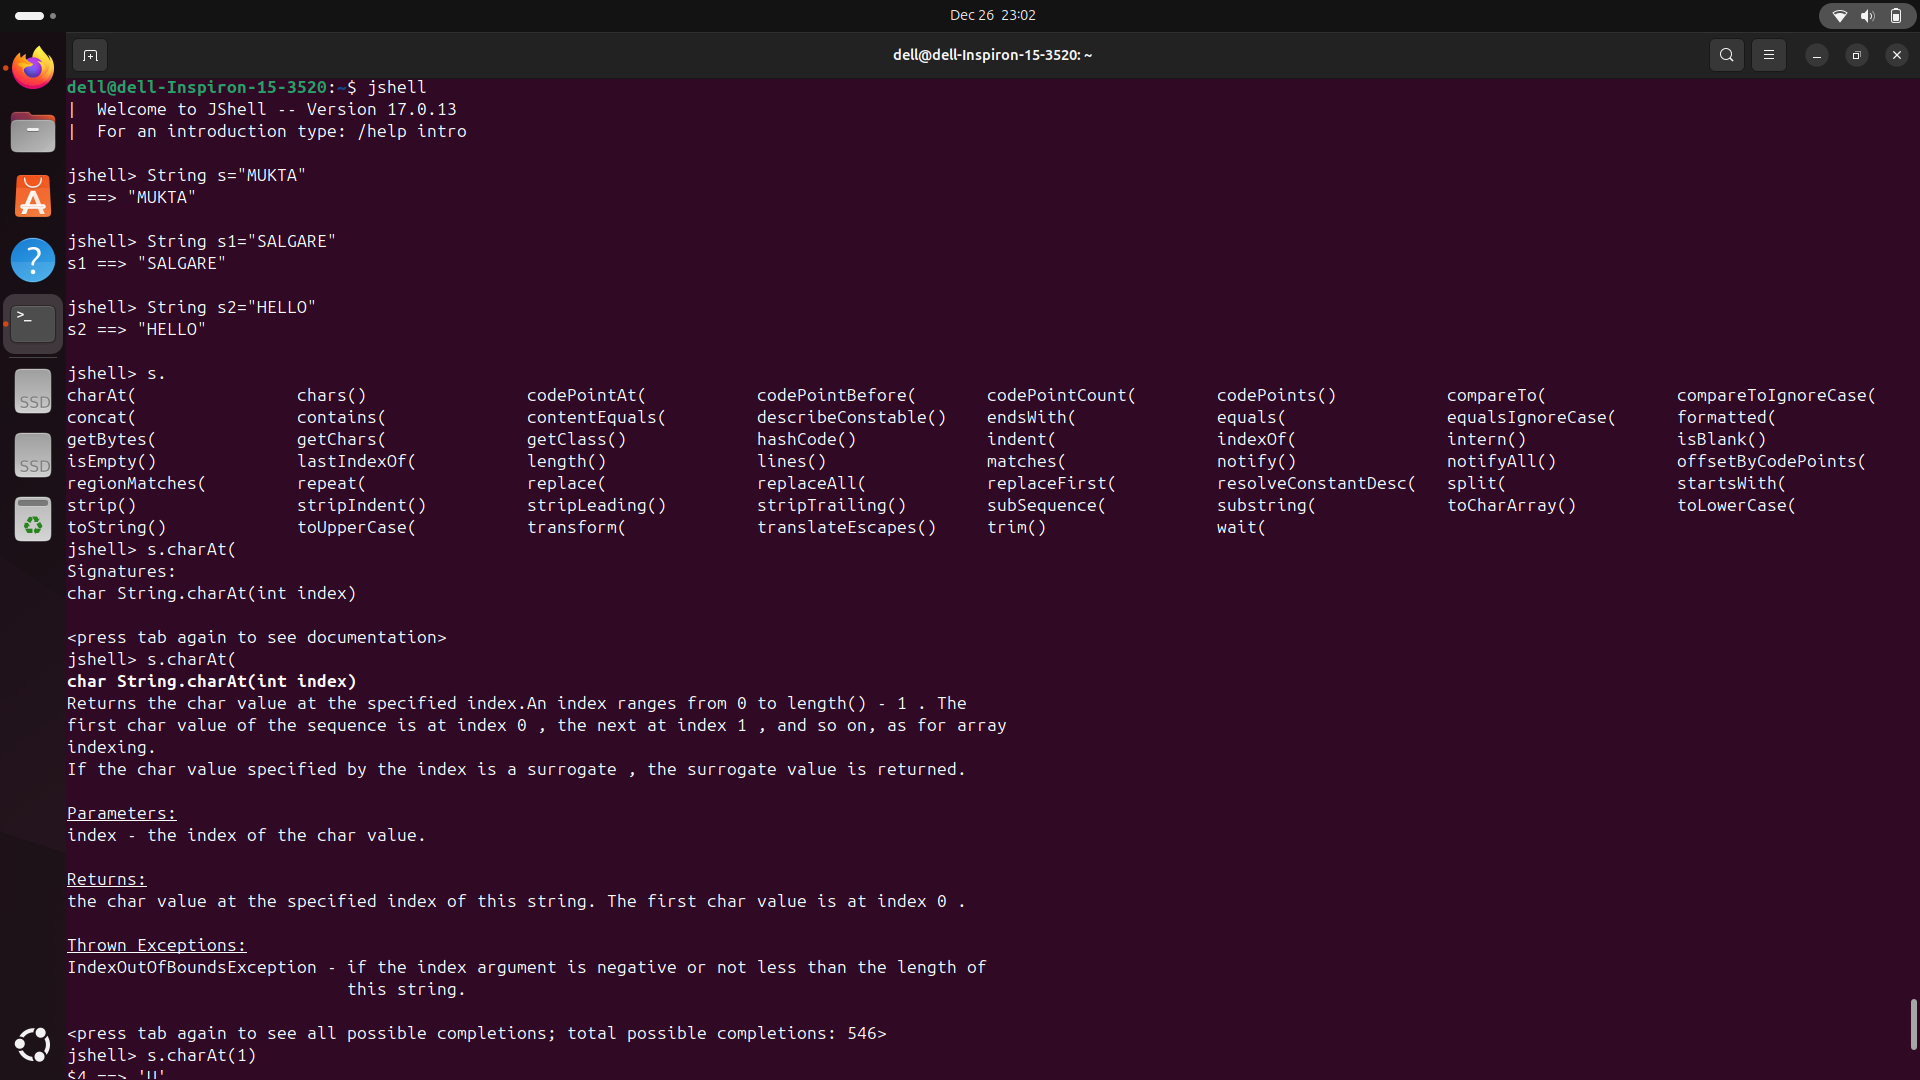 Dec 26 23:02
dell@dell-Inspiron-15-3520: ~
dell@dell-Inspiron-15-3520:~$ jshell
|  Welcome to JShell -- Version 17.0.13
|  For an introduction type: /help intro
jshell> String s="MUKTA"
s ==> "MUKTA"
jshell> String s1="SALGARE"
s1 ==> "SALGARE"
jshell> String s2="HELLO"
s2 ==> "HELLO"
jshell> s.
charAt( chars() codePointAt( codePointBefore( codePointCount( codePoints() compareTo( compareToIgnoreCase(
concat( contains( contentEquals( describeConstable() endsWith( equals( equalsIgnoreCase( formatted(
getBytes( getChars( getClass() hashCode() indent( indexOf( intern() isBlank()
isEmpty() lastIndexOf( length() lines() matches( notify() notifyAll() offsetByCodePoints(
regionMatches( repeat( replace( replaceAll( replaceFirst( resolveConstantDesc( split( startsWith(
strip() stripIndent() stripLeading() stripTrailing() subSequence( substring( toCharArray() toLowerCase(
toString() toUpperCase( transform( translateEscapes() trim() wait(
jshell> s.charAt(
Signatures:
char String.charAt(int index)
<press tab again to see documentation>
jshell> s.charAt(
char String.charAt(int index)
Returns the char value at the specified index.An index ranges from 0 to length() - 1 . The
first char value of the sequence is at index 0 , the next at index 1 , and so on, as for array
indexing.
If the char value specified by the index is a surrogate , the surrogate value is returned.
Parameters:
index - the index of the char value.
Returns:
the char value at the specified index of this string. The first char value is at index 0 .
Thrown Exceptions:
IndexOutOfBoundsException - if the index argument is negative or not less than the length of
this string.
<press tab again to see all possible completions; total possible completions: 546>
jshell> s.charAt(1)
$4 ==> 'U'
SSD
SSD